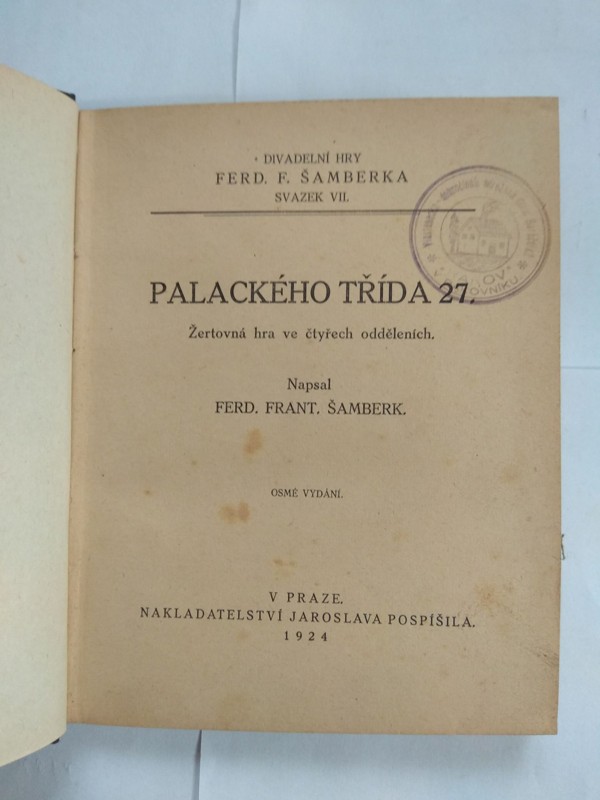 DIVADELNÍ HRY
FERD. F. ŠAMBERKA
SVAZEK VII.
PALACKÉHO TŘÍDA 27.
Žertovná hra ve čtyřech odděleních.
Napsal
FERD. FRANT. ŠAMBERK.
OSMÉ VYDÁNÍ.
V PRAZE.
NAKLADATELSTVÍ JAROSLAVA POSPÍŠILA.
1924